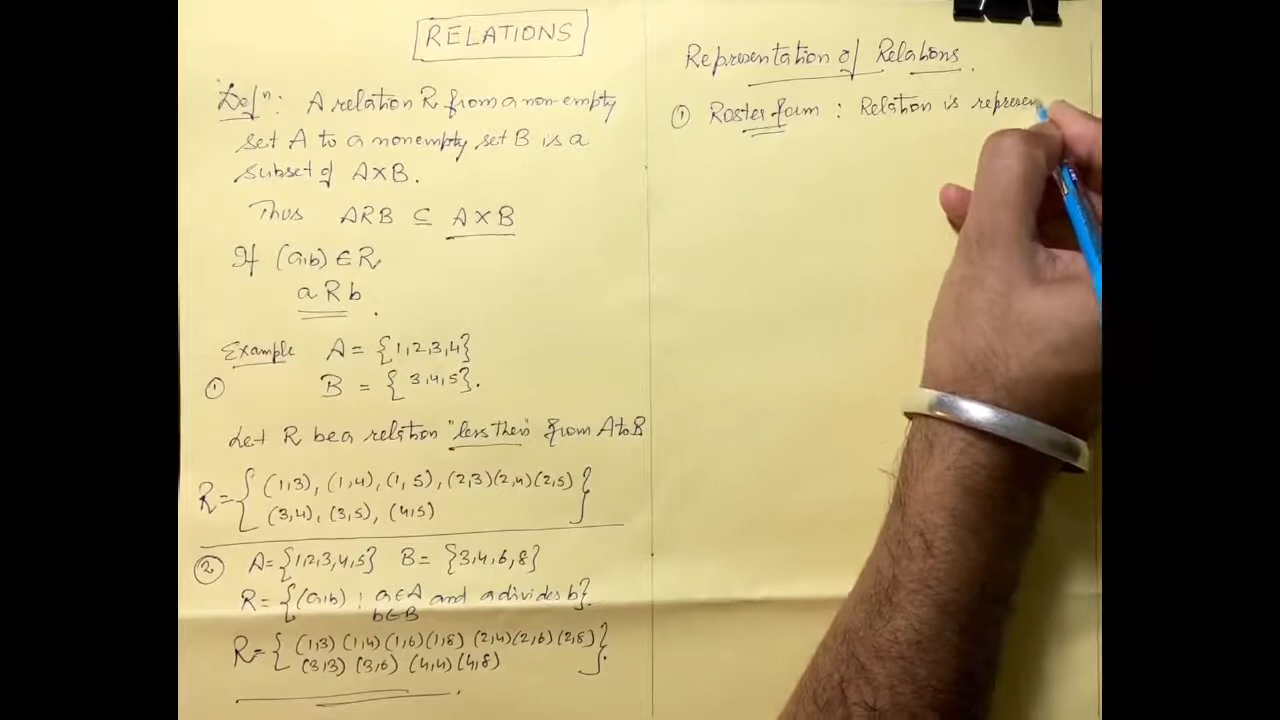 RELATIONS
Defⁿ: A relation R from a non-empty
set A to a nonempty set B is a
subset of A×B.
Thus ARB ⊆ A×B
If (a,b) ∈ R
a R b.
Example A = {1,2,3,4}
① B = {3,4,5}.
Let R be a relation "less then" from A to B
R = { (1,3), (1,4), (1,5), (2,3)(2,4)(2,5)
(3,4), (3,5), (4,5) }
② A={1,2,3,4,5} B= {3,4,6,8}
R= {(a,b) : a∈A and a divides b}.
b∈B
R= { (1,3) (1,4)(1,6)(1,8) (2,4)(2,6)(2,8)
(3,3) (3,6) (4,4)(4,8) }.
Representation of Relations.
① Roster form : Relation is represen